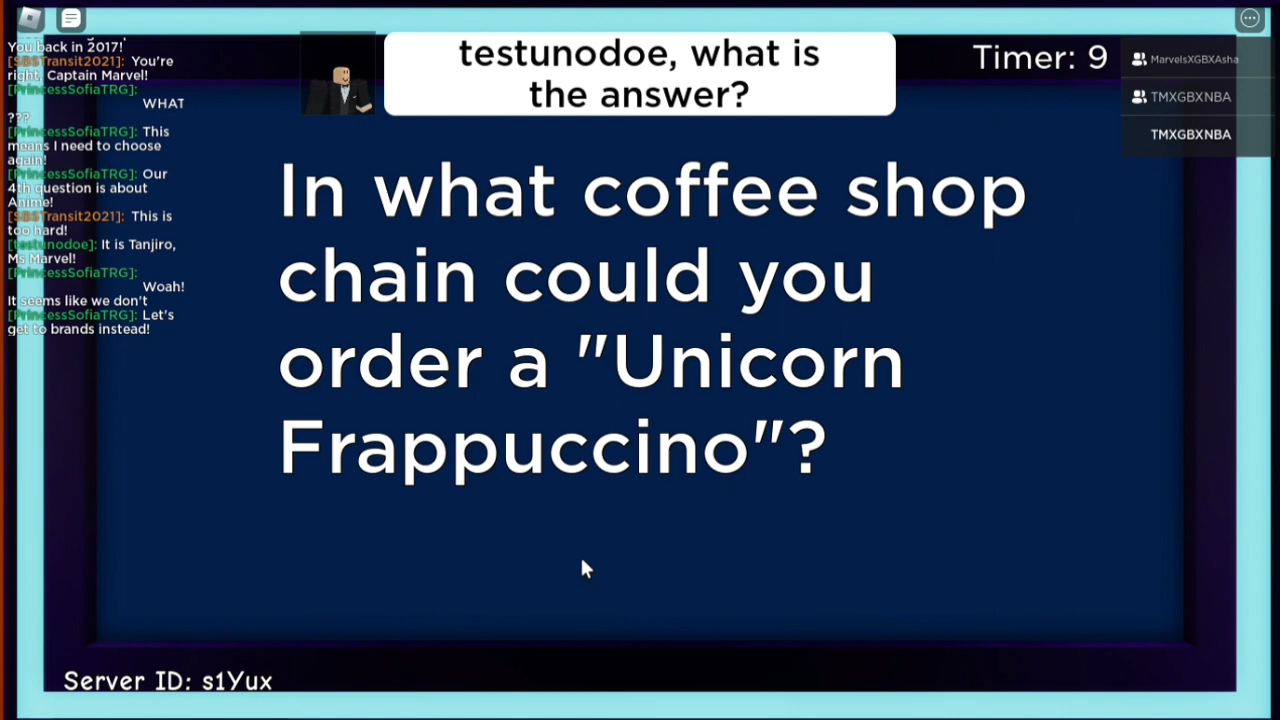 You back in 2017!'
[SBSTransit2021]: You're
right, Captain Marvel!
[PrincessSofiaTRG]:
WHAT
???
[PrincessSofiaTRG]: This
means I need to choose
again!
[PrincessSofiaTRG]: Our
4th question is about
Anime!
[SBSTransit2021]: This is
too hard!
[testunodoe]: It is Tanjiro,
Ms Marvel!
[PrincessSofiaTRG]:
Woah!
It seems like we don't
[PrincessSofiaTRG]: Let's
get to brands instead!
testunodoe, what is
the answer?
Timer: 9
MarvelsXGBXAsha
TMXGBXNBA
TMXGBXNBA
In what coffee shop
chain could you
order a "Unicorn
Frappuccino"?
Server ID: s1Yux